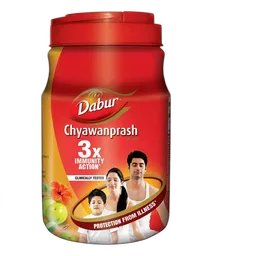 Dabur
Chyawanprash
3x
IMMUNITY
ACTION*
CLINICALLY TESTED
PROTECTION FROM ILLNESS^